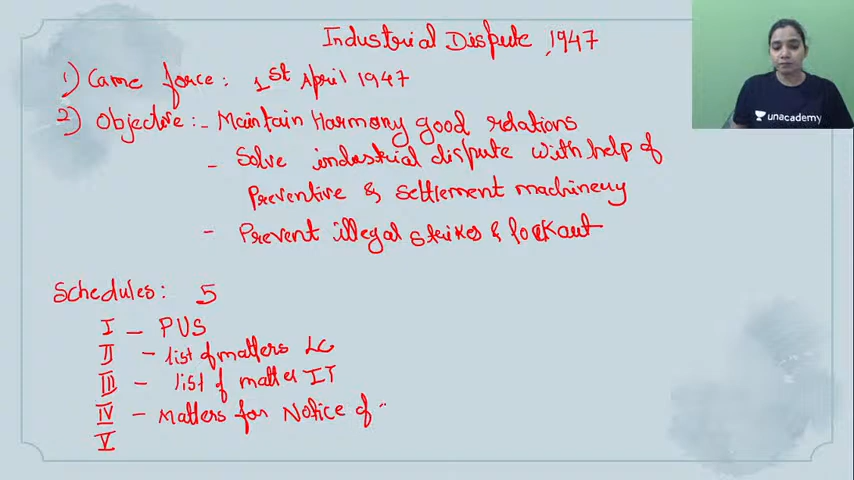 Industrial Dispute ,1947
1) Came force : 1st April 1947
2) Objective :- Maintain Harmony good relations
- Solve industrial dispute with help of
Preventive & Settlement machinery
- Prevent illegal strikes & lockout
unacademy
Schedules : 5
I - PUS
II - list of matters LC
III - list of matter IT
IV - Matters for Notice of
V